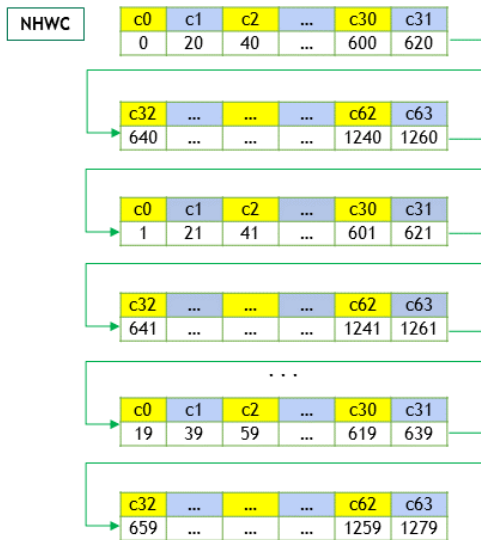 NHWC
c0 c1 c2 ... c30 c31
0 20 40 ... 600 620
c32 ... ... ... c62 c63
640 ... ... ... 1240 1260
c0 c1 c2 ... c30 c31
1 21 41 ... 601 621
c32 ... ... ... c62 c63
641 ... ... ... 1241 1261
. . .
c0 c1 c2 ... c30 c31
19 39 59 ... 619 639
c32 ... ... ... c62 c63
659 ... ... ... 1259 1279